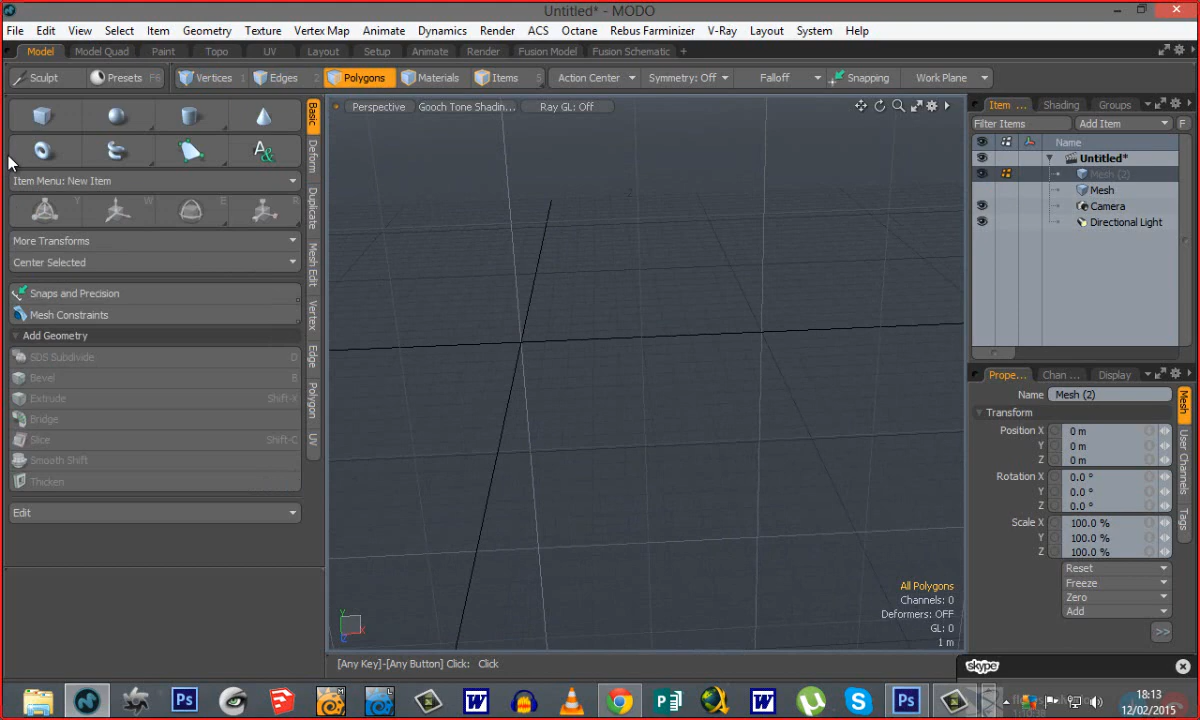 Untitled* - MODO
File Edit View Select Item Geometry Texture Vertex Map Animate Dynamics Render ACS Octane Rebus Farminizer V-Ray Layout System Help
Model Model Quad Paint Topo UV Layout Setup Animate Render Fusion Model Fusion Schematic +
Sculpt Presets F6 Vertices 1 Edges 2 Polygons Materials Items 5 Action Center Symmetry: Off Falloff Snapping Work Plane
Perspective Gooch Tone Shadin... Ray GL: Off
Basic
Deform
Duplicate
Mesh Edit
Vertex
Edge
Polygon
UV
Item Menu: New Item
Y W E R
More Transforms
Center Selected
Snaps and Precision
Mesh Constraints
Add Geometry
SDS Subdivide D
Bevel B
Extrude Shift-X
Bridge
Slice Shift-C
Smooth Shift
Thicken
Edit
All Polygons
Channels: 0
Deformers: OFF
GL: 0
1 m
[Any Key]-[Any Button] Click: Click
Item ... Shading Groups
Filter Items Add Item F
Name
Untitled*
Mesh (2)
Mesh
Camera
Directional Light
Prope... Chan ... Display
Name Mesh (2)
Transform
Position X 0 m
Y 0 m
Z 0 m
Rotation X 0.0 °
Y 0.0 °
Z 0.0 °
Scale X 100.0 %
Y 100.0 %
Z 100.0 %
Reset
Freeze
Zero
Add
>>
Mesh
User Channels
Tags
skype
Ps W W Ps
18:13
12/02/2015